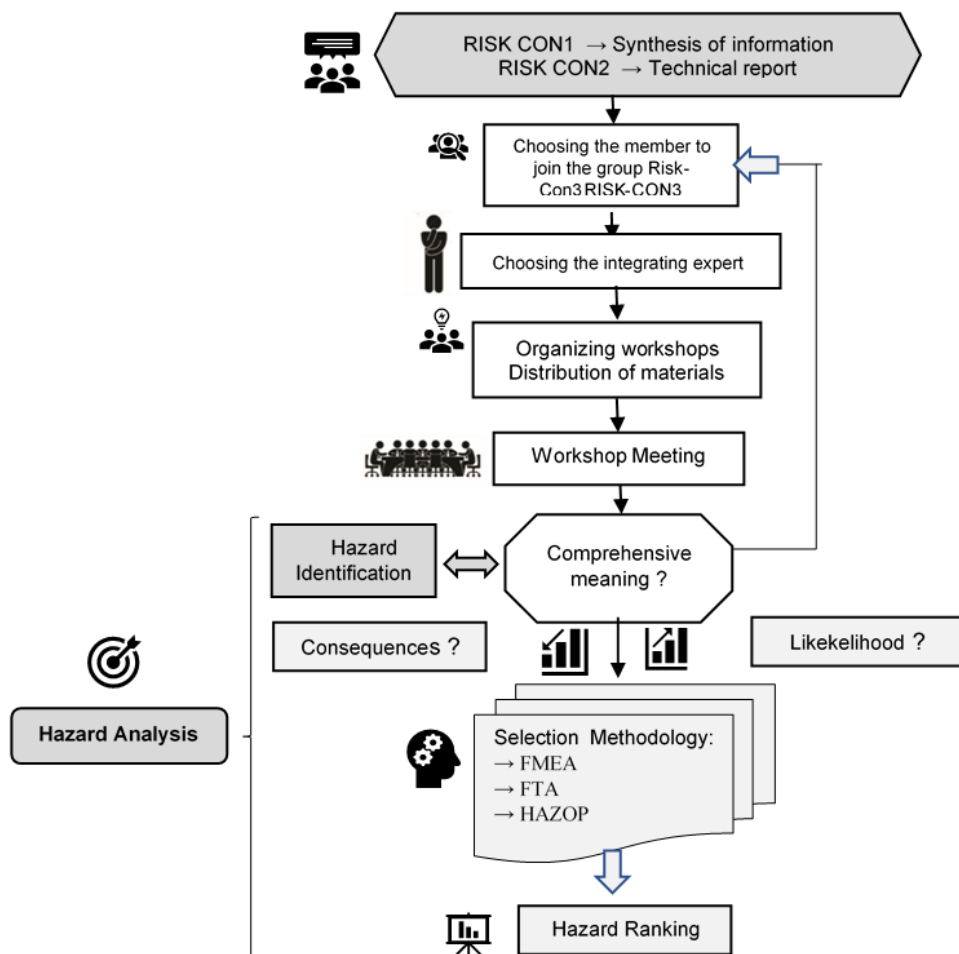 RISK CON1 → Synthesis of information
RISK CON2 → Technical report
Choosing the member to
join the group Risk-
Con3 RISK-CON3
Choosing the integrating expert
Organizing workshops
Distribution of materials
Workshop Meeting
Hazard
Identification
Comprehensive
meaning ?
Consequences ?
Likekelihood ?
Hazard Analysis
Selection Methodology:
→ FMEA
→ FTA
→ HAZOP
Hazard Ranking